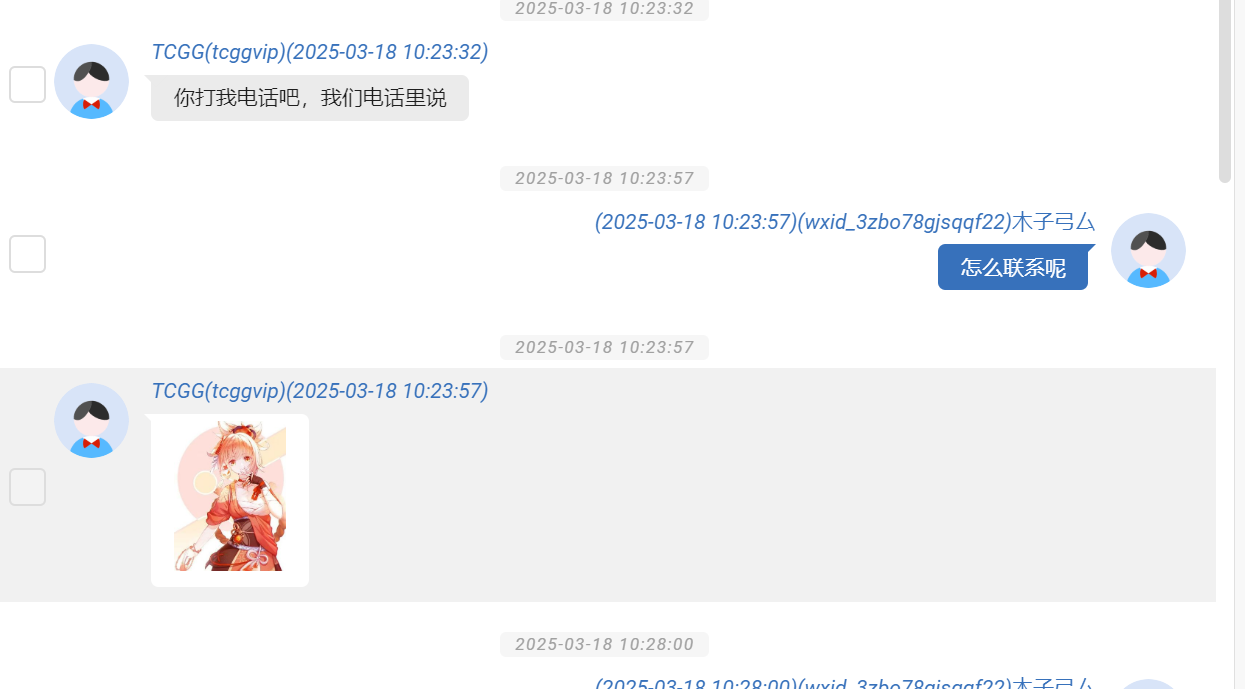 2025-03-18 10:23:32
TCGG(tcggvip)(2025-03-18 10:23:32)
你打我电话吧，我们电话里说
2025-03-18 10:23:57
(2025-03-18 10:23:57)(wxid_3zbo78gjsqqf22)木子弓厶
怎么联系呢
2025-03-18 10:23:57
TCGG(tcggvip)(2025-03-18 10:23:57)
2025-03-18 10:28:00
(2025-03-18 10:28:00)(wxid_3zbo78gjsqqf22)木子弓厶